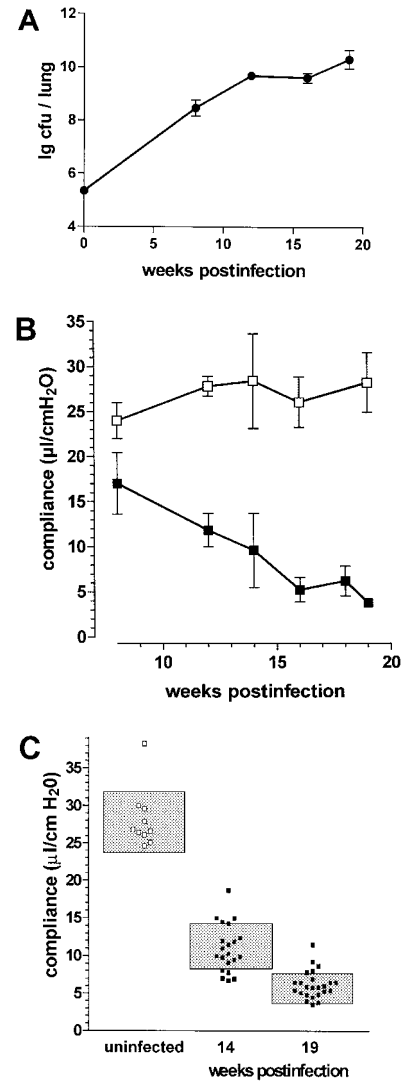 A
12
10
8
6
4
lg cfu / lung
0 5 10 15 20
weeks postinfection
B
35
30
25
20
15
10
5
0
compliance (μl/cmH2O)
10 15 20
weeks postinfection
C
35
30
25
20
15
10
5
0
compliance (μl/cm H20)
uninfected 14 19
weeks postinfection